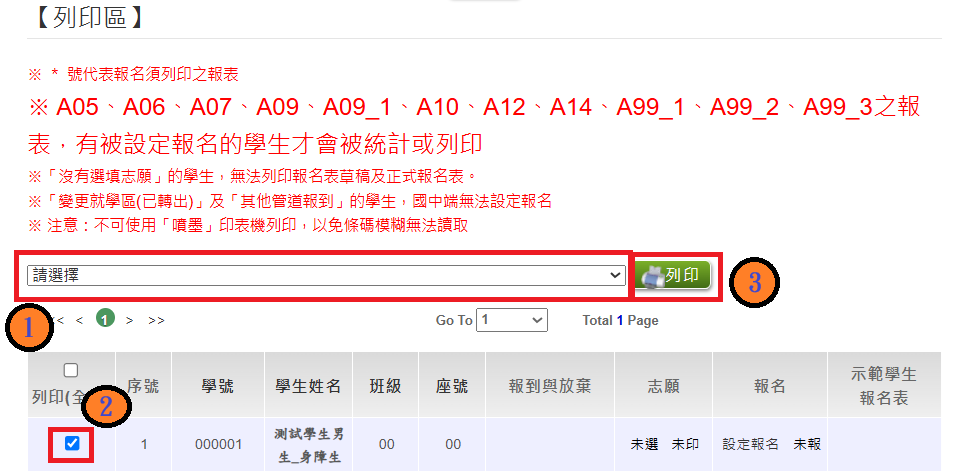 【列印區】
※ * 號代表報名須列印之報表
※ A05、A06、A07、A09、A09_1、A10、A12、A14、A99_1、A99_2、A99_3之報
表，有被設定報名的學生才會被統計或列印
※「沒有選填志願」的學生，無法列印報名表草稿及正式報名表。
※「變更就學區(已轉出)」及「其他管道報到」的學生，國中端無法設定報名
※ 注意：不可使用「噴墨」印表機列印，以免條碼模糊無法讀取
請選擇 列印 3
1 < < 1 > >> Go To 1 Total 1 Page
列印(全 2 序號 學號 學生姓名 班級 座號 報到與放棄 志願 報名 示範學生
報名表
1 000001 測試學生男 00 00 未選 未印 設定報名 未報
生_身障生